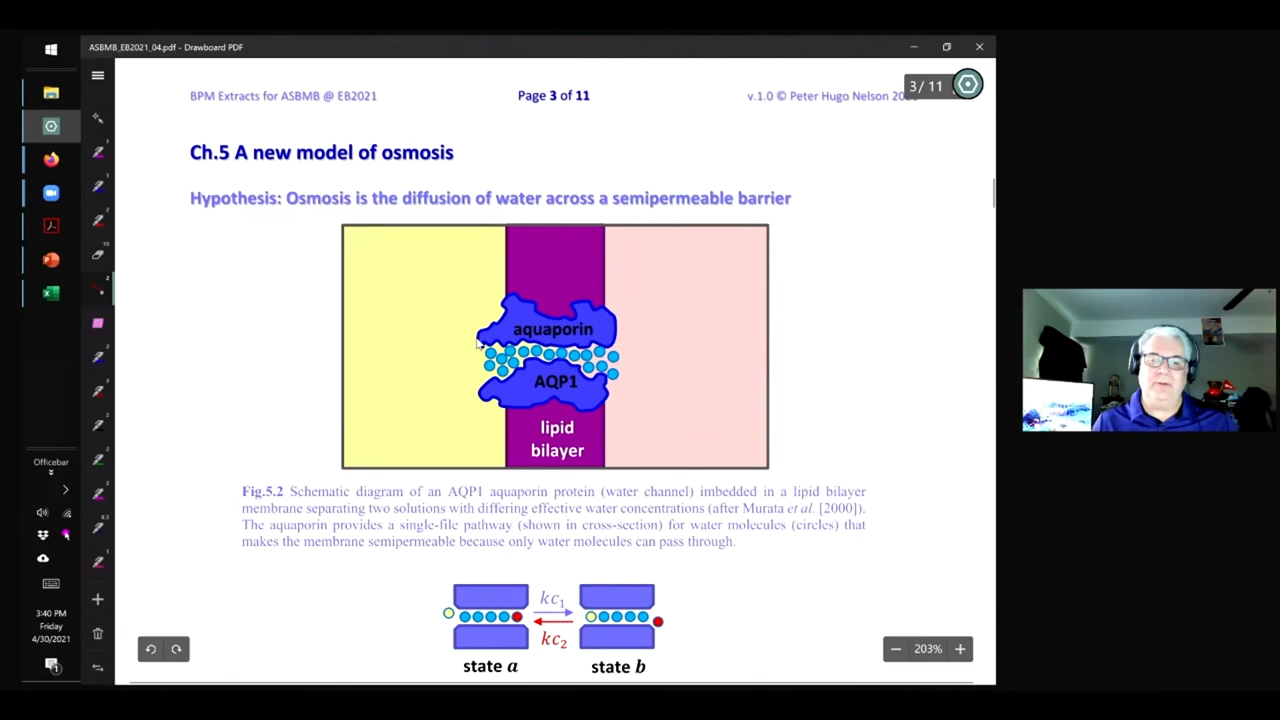 ASBMB_EB2021_04.pdf - Drawboard PDF
BPM Extracts for ASBMB @ EB2021
Page 3 of 11
v.1.0 © Peter Hugo Nelson
3 / 11
Ch.5 A new model of osmosis
Hypothesis: Osmosis is the diffusion of water across a semipermeable barrier
aquaporin
AQP1
lipid
bilayer
Fig.5.2 Schematic diagram of an AQP1 aquaporin protein (water channel) imbedded in a lipid bilayer
membrane separating two solutions with differing effective water concentrations (after Murata et al. [2000]).
The aquaporin provides a single-file pathway (shown in cross-section) for water molecules (circles) that
makes the membrane semipermeable because only water molecules can pass through.
kc₁
kc₂
state a
state b
203%
Officebar
3:40 PM
Friday
4/30/2021